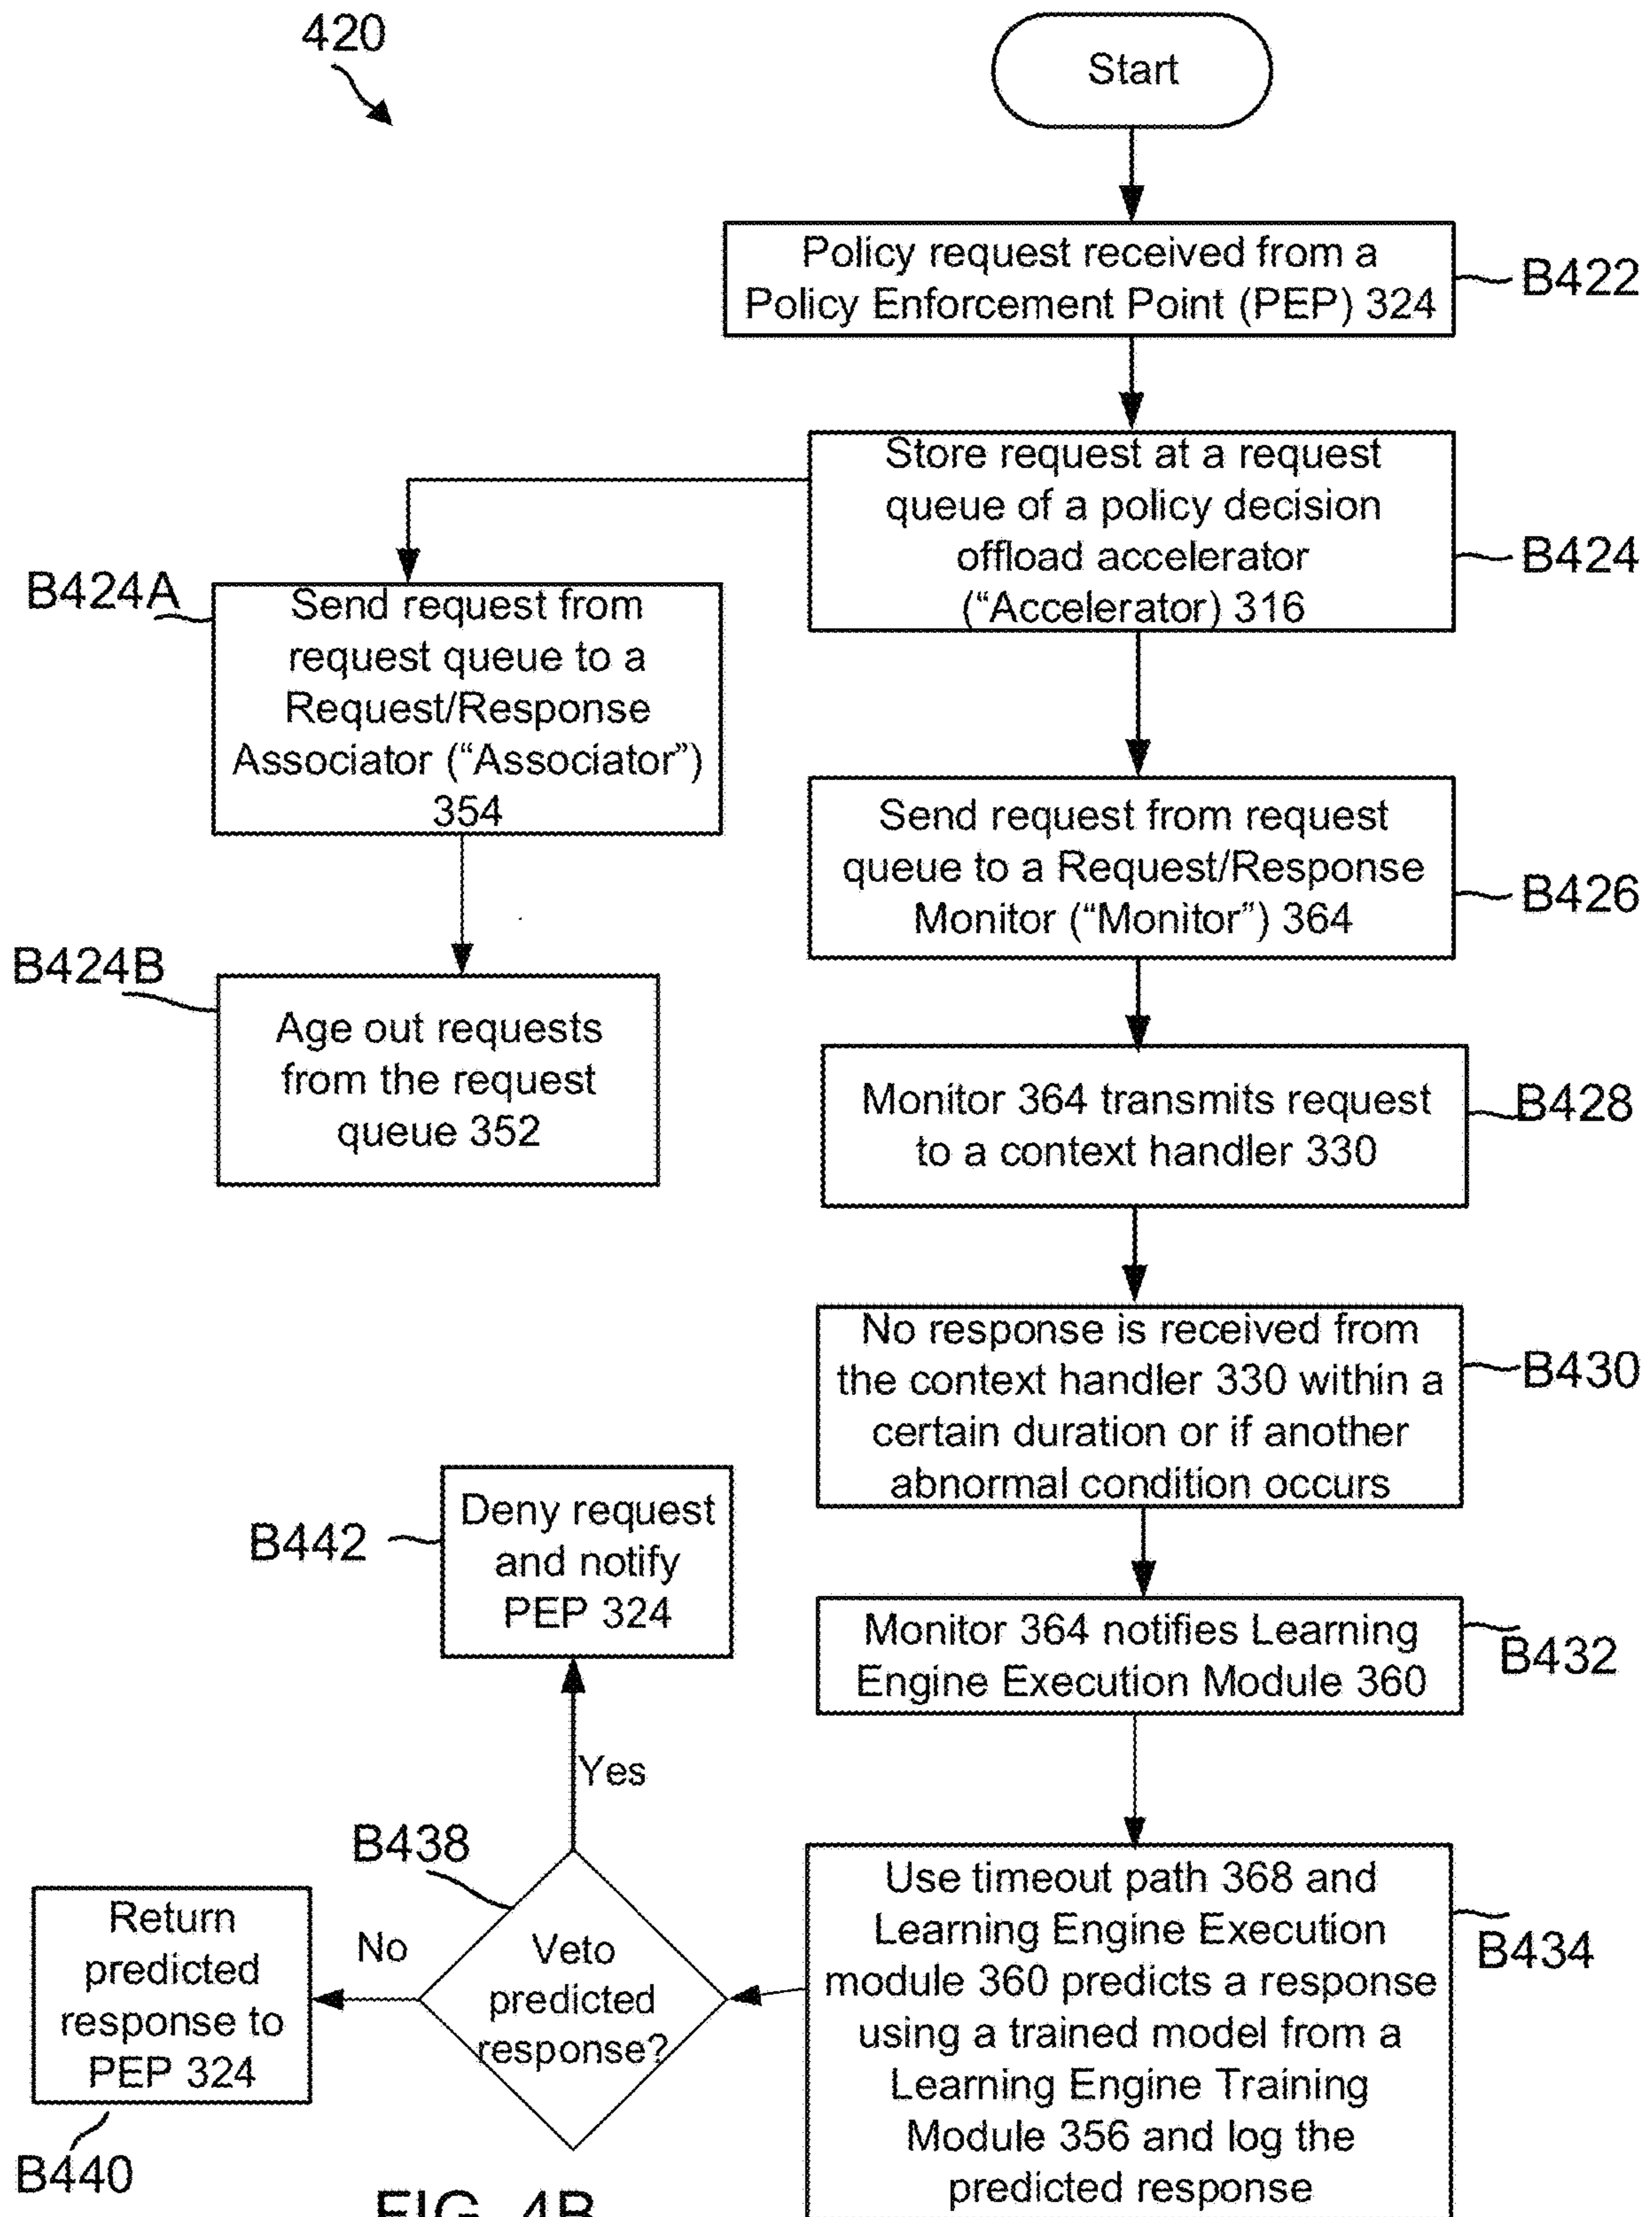 420
Start
Policy request received from a
Policy Enforcement Point (PEP) 324
B422
Store request at a request
queue of a policy decision
offload accelerator
(“Accelerator) 316
B424
B424A
Send request from
request queue to a
Request/Response
Associator (“Associator”)
354
Send request from request
queue to a Request/Response
Monitor (“Monitor”) 364
B426
B424B
Age out requests
from the request
queue 352
Monitor 364 transmits request
to a context handler 330
B428
No response is received from
the context handler 330 within a
certain duration or if another
abnormal condition occurs
B430
B442
Deny request
and notify
PEP 324
Monitor 364 notifies Learning
Engine Execution Module 360
B432
Yes
B438
Veto
predicted
response?
No
Return
predicted
response to
PEP 324
B440
Use timeout path 368 and
Learning Engine Execution
module 360 predicts a response
using a trained model from a
Learning Engine Training
Module 356 and log the
predicted response
B434
FIG. 4B